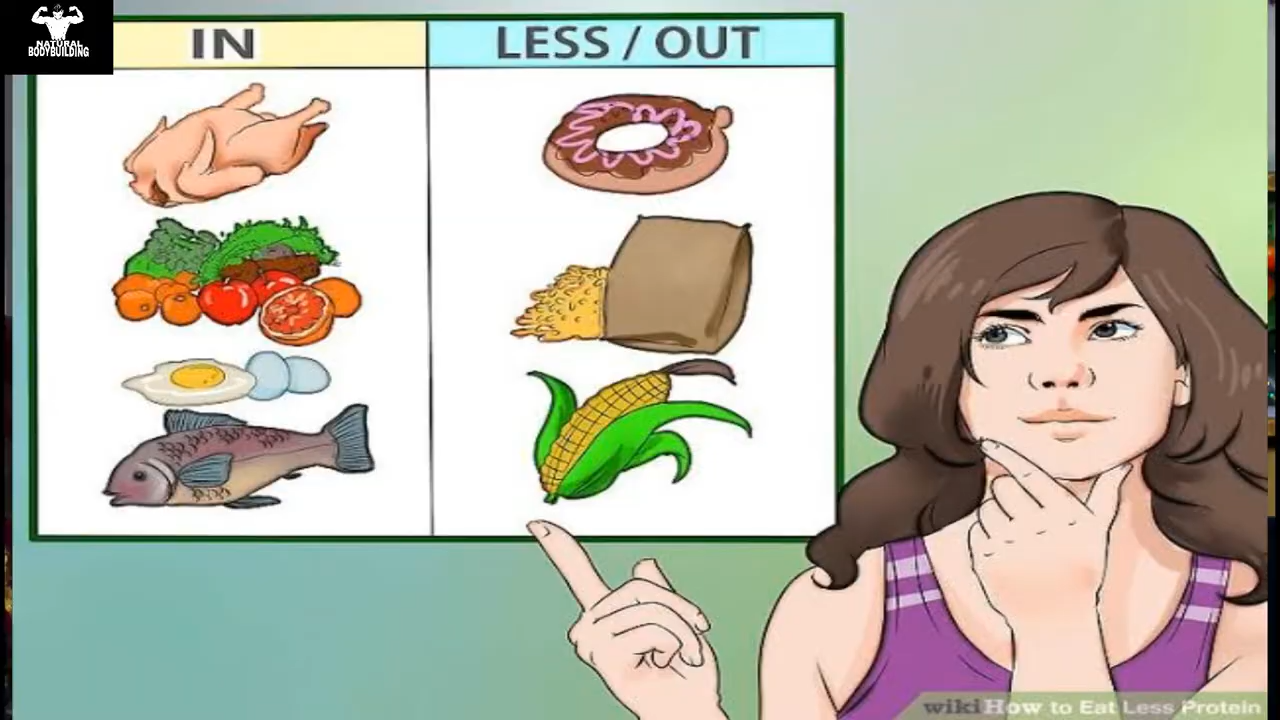 NATURAL
BODYBUILDING
IN
LESS / OUT
wikiHow to Eat Less Protein